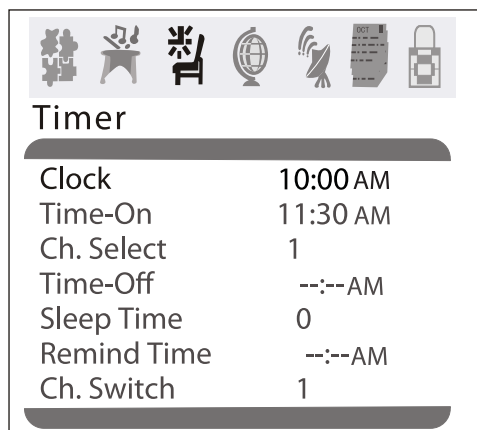 OCT
Timer
Clock 10:00 AM
Time-On 11:30 AM
Ch. Select 1
Time-Off --:-- AM
Sleep Time 0
Remind Time --:-- AM
Ch. Switch 1